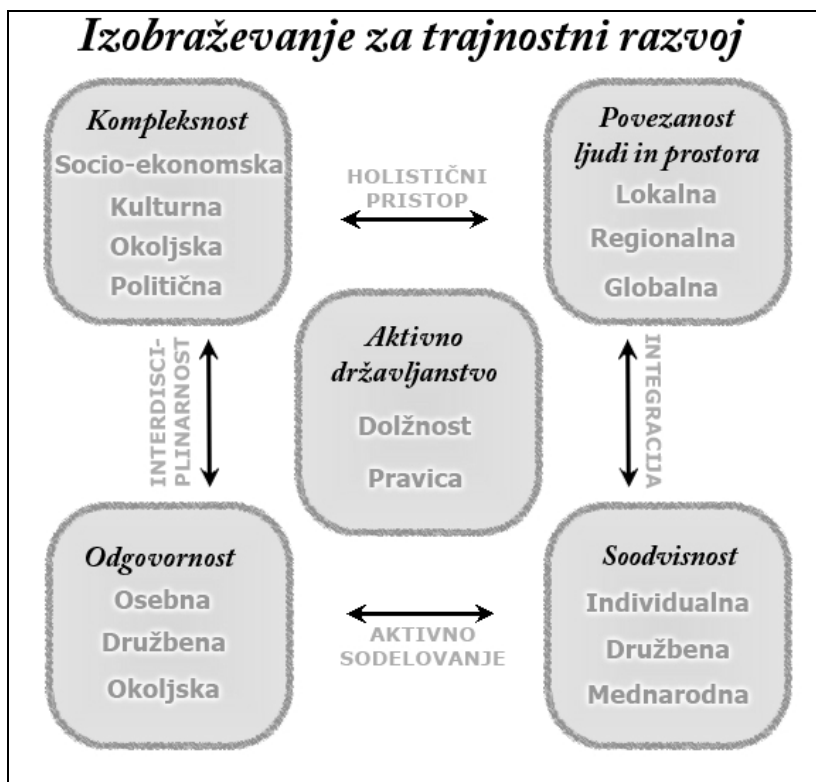 Izobraževanje za trajnostni razvoj
Kompleksnost
Socio-ekonomska
Kulturna
Okoljska
Politična
HOLISTIČNI
PRISTOP
Povezanost
ljudi in prostora
Lokalna
Regionalna
Globalna
INTERDISCI-
PLINARNOST
Aktivno
državljanstvo
Dolžnost
Pravica
INTEGRACIJA
Odgovornost
Osebna
Družbena
Okoljska
AKTIVNO
SODELOVANJE
Soodvisnost
Individualna
Družbena
Mednarodna